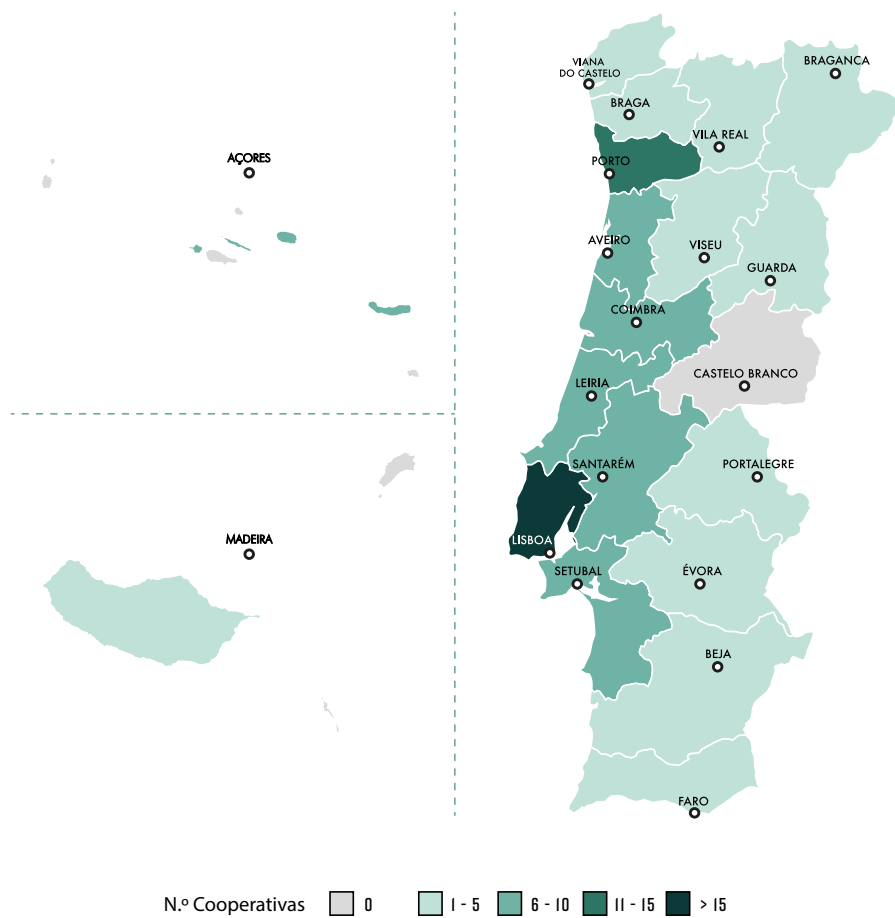 VIANA
DO CASTELO
BRAGANCA
BRAGA
VILA REAL
AÇORES
PORTO
AVEIRO
VISEU
GUARDA
COIMBRA
CASTELO BRANCO
LEIRIA
SANTARÉM
PORTALEGRE
MADEIRA
LISBOA
SETUBAL
ÉVORA
BEJA
FARO
N.º Cooperativas 0 1 - 5 6 - 10 11 - 15 > 15